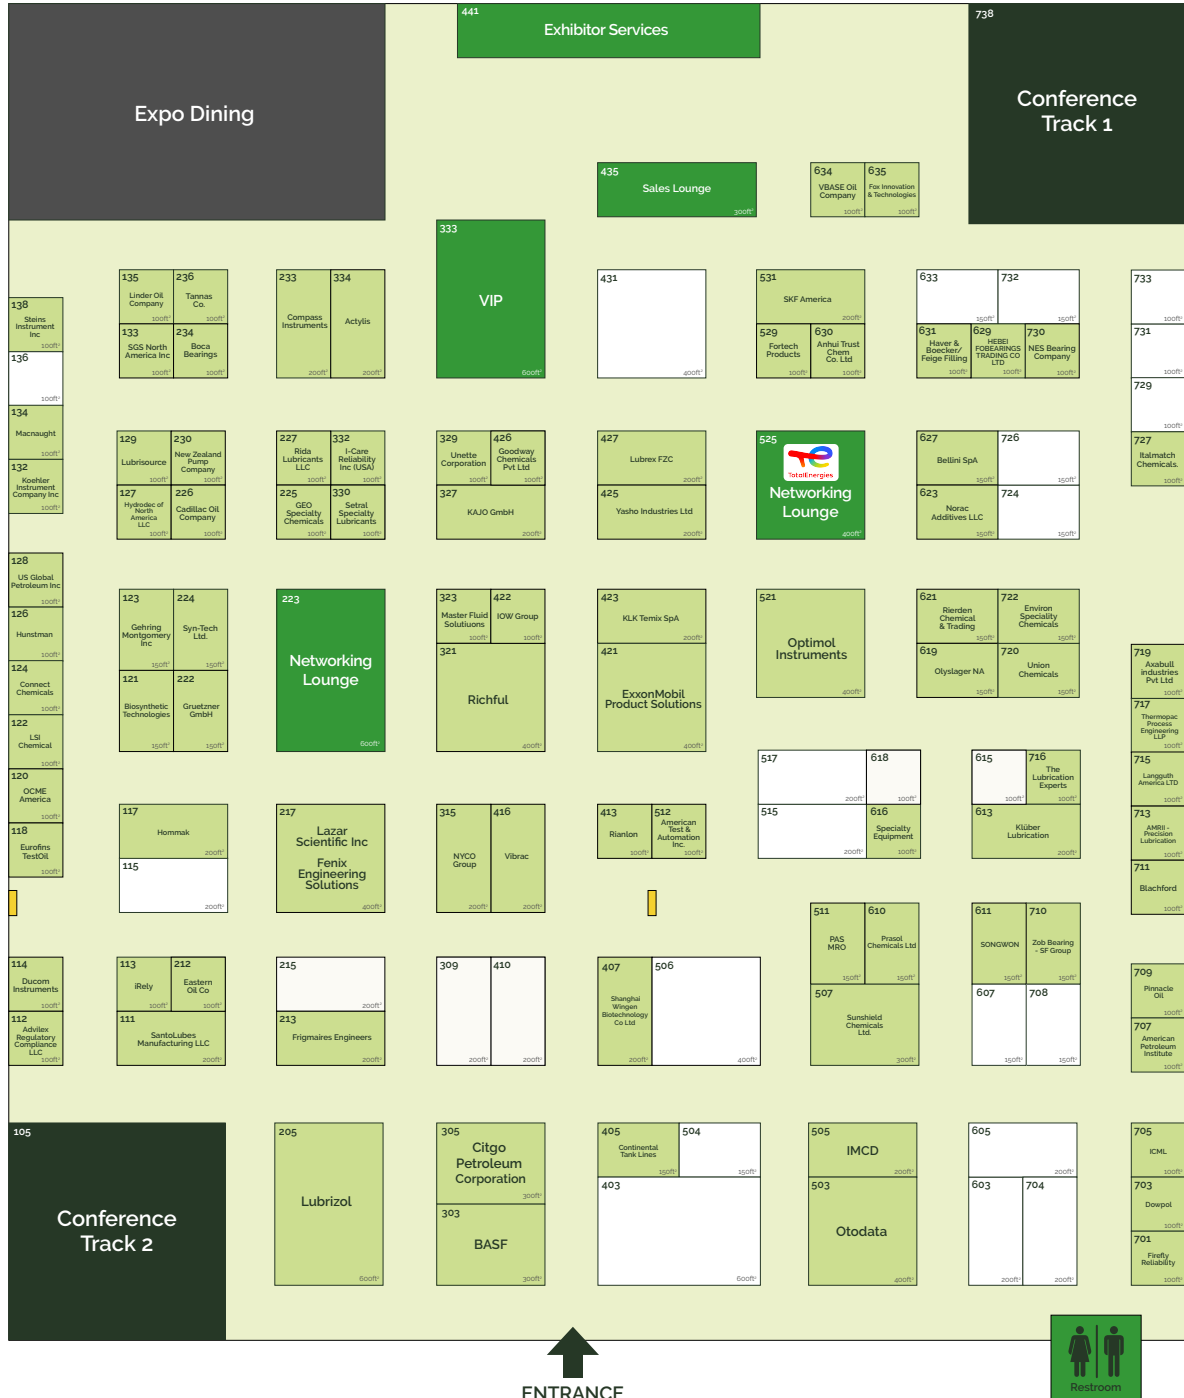 441
Exhibitor Services
738
Conference
Track 1
Expo Dining
435
Sales Lounge
300ft²
634
VBASE Oil
Company
100ft²
635
Fox Innovation
& Technologies
100ft²
333
VIP
600ft²
135
Linder Oil
Company
100ft²
236
Tannas
Co.
100ft²
133
SGS North
America Inc
100ft²
234
Boca
Bearings
100ft²
233
Compass
Instruments
200ft²
334
Actylis
200ft²
431
400ft²
531
SKF America
200ft²
529
Fortech
Products
100ft²
630
Anhui Trust
Chem
Co. Ltd
100ft²
633
150ft²
732
150ft²
631
Haver &
Boecker/
Feige Filling
100ft²
629
HEBEI
FOBEARINGS
TRADING CO
LTD
100ft²
730
NES Bearing
Company
100ft²
733
100ft²
731
100ft²
729
100ft²
727
Italmatch
Chemicals.
100ft²
138
Steins
Instrument
Inc
100ft²
136
100ft²
134
Macnaught
100ft²
132
Koehler
Instrument
Company Inc
100ft²
129
Lubrisource
100ft²
230
New Zealand
Pump
Company
100ft²
127
Hydrodec of
North
America
LLC
100ft²
226
Cadillac Oil
Company
100ft²
227
Rida
Lubricants
LLC
100ft²
332
I-Care
Reliability
Inc (USA)
100ft²
225
GEO
Specialty
Chemicals
100ft²
330
Setral
Specialty
Lubricants
100ft²
329
Unette
Corporation
100ft²
426
Goodway
Chemicals
Pvt Ltd
100ft²
327
KAJO GmbH
200ft²
427
Lubrex FZC
200ft²
425
Yasho Industries Ltd
200ft²
525
TotalEnergies
Networking
Lounge
400ft²
627
Bellini SpA
150ft²
726
150ft²
623
Norac
Additives LLC
150ft²
724
150ft²
128
US Global
Petroleum Inc
100ft²
126
Hunstman
100ft²
124
Connect
Chemicals
100ft²
122
LSI
Chemical
100ft²
120
OCME
America
100ft²
118
Eurofins
TestOil
100ft²
123
Gehring
Montgomery
Inc
150ft²
224
Syn-Tech
Ltd.
150ft²
121
Biosynthetic
Technologies
150ft²
222
Gruetzner
GmbH
150ft²
223
Networking
Lounge
600ft²
323
Master Fluid
Solutiuons
100ft²
422
IOW Group
100ft²
321
Richful
400ft²
423
KLK Temix SpA
200ft²
421
ExxonMobil
Product Solutions
400ft²
521
Optimol
Instruments
400ft²
621
Rierden
Chemical
& Trading
150ft²
722
Environ
Speciality
Chemicals
150ft²
619
Olyslager NA
150ft²
720
Union
Chemicals
150ft²
719
Axabull
industries
Pvt Ltd
100ft²
717
Thermopac
Process
Engineering
LLP
100ft²
715
Langguth
America LTD
100ft²
713
AMRII -
Precision
Lubrication
100ft²
711
Blachford
100ft²
117
Hommak
200ft²
115
200ft²
217
Lazar
Scientific Inc
Fenix
Engineering
Solutions
400ft²
315
NYCO
Group
200ft²
416
Vibrac
200ft²
413
Rianlon
100ft²
512
American
Test &
Automation
Inc.
100ft²
517
200ft²
618
100ft²
515
200ft²
616
Specialty
Equipment
100ft²
615
100ft²
716
The
Lubrication
Experts
100ft²
613
Klüber
Lubrication
200ft²
511
PAS
MRO
150ft²
610
Prasol
Chemicals Ltd
150ft²
507
Sunshield
Chemicals
Ltd.
300ft²
611
SONGWON
150ft²
710
Zob Bearing
- SF Group
150ft²
607
150ft²
708
150ft²
709
Pinnacle
Oil
100ft²
707
American
Petroleum
Institute
100ft²
114
Ducom
Instruments
100ft²
112
Advilex
Regulatory
Compliance
LLC
100ft²
113
iRely
100ft²
212
Eastern
Oil Co
100ft²
111
SantoLubes
Manufacturing LLC
200ft²
215
200ft²
213
Frigmaires Engineers
200ft²
309
200ft²
410
200ft²
407
Shanghai
Wingen
Biotechnology
Co Ltd
200ft²
506
400ft²
105
Conference
Track 2
205
Lubrizol
600ft²
305
Citgo
Petroleum
Corporation
300ft²
303
BASF
300ft²
405
Continental
Tank Lines
150ft²
504
150ft²
403
600ft²
505
IMCD
200ft²
503
Otodata
400ft²
605
200ft²
603
200ft²
704
200ft²
705
ICML
100ft²
703
Dowpol
100ft²
701
Firefly
Reliability
100ft²
ENTRANCE
Restroom